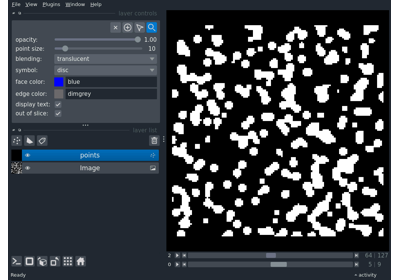 File View Plugins Window Help
layer controls
opacity: 1.00
point size: 10
blending: translucent
symbol: disc
face color: blue
edge color: dimgrey
display text:
out of slice:
layer list
points
Image
2 64 127
0 5 9
Ready activity